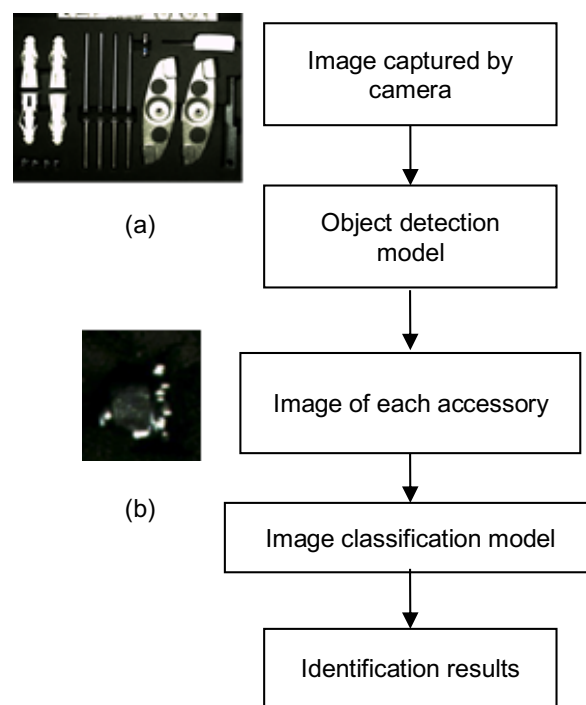 Image captured by
camera
(a)
Object detection
model
Image of each accessory
(b)
Image classification model
Identification results